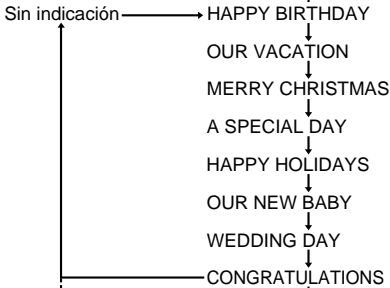 Sin indicación HAPPY BIRTHDAY
OUR VACATION
MERRY CHRISTMAS
A SPECIAL DAY
HAPPY HOLIDAYS
OUR NEW BABY
WEDDING DAY
CONGRATULATIONS